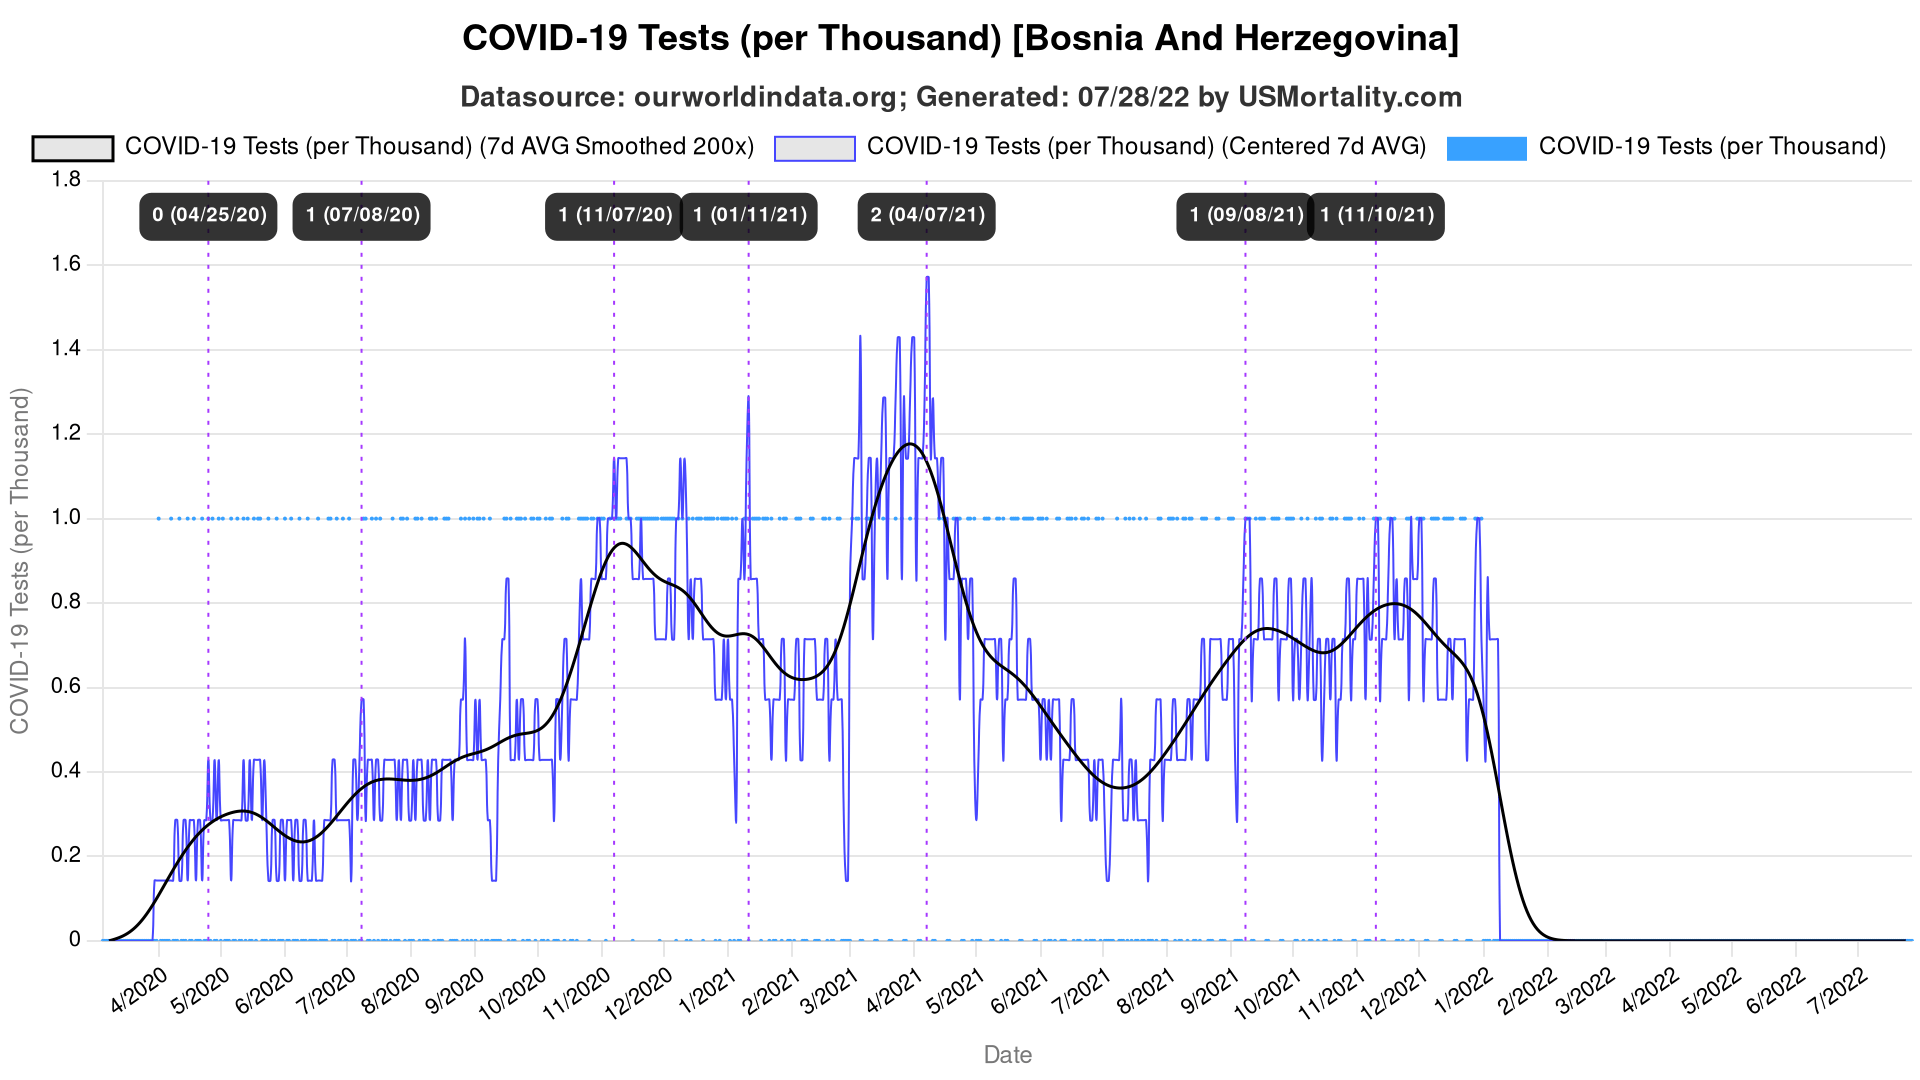 COVID-19 Tests (per Thousand) [Bosnia And Herzegovina]
Datasource: ourworldindata.org; Generated: 07/28/22 by USMortality.com
COVID-19 Tests (per Thousand) (7d AVG Smoothed 200x) COVID-19 Tests (per Thousand) (Centered 7d AVG) COVID-19 Tests (per Thousand)
0 (04/25/20) 1 (07/08/20) 1 (11/07/20) 1 (01/11/21) 2 (04/07/21) 1 (09/08/21) 1 (11/10/21)
COVID-19 Tests (per Thousand)
1.8
1.6
1.4
1.2
1.0
0.8
0.6
0.4
0.2
0
4/2020 5/2020 6/2020 7/2020 8/2020 9/2020 10/2020 11/2020 12/2020 1/2021 2/2021 3/2021 4/2021 5/2021 6/2021 7/2021 8/2021 9/2021 10/2021 11/2021 12/2021 1/2022 2/2022 3/2022 4/2022 5/2022 6/2022 7/2022
Date